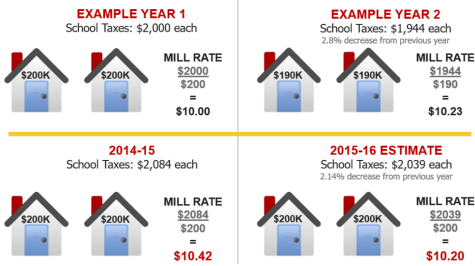 EXAMPLE YEAR 1
School Taxes: $2,000 each
$200K
$200K
MILL RATE
$2000
$200
=
$10.00
EXAMPLE YEAR 2
School Taxes: $1,944 each
2.8% decrease from previous year
$190K
$190K
MILL RATE
$1944
$190
=
$10.23
2014-15
School Taxes: $2,084 each
$200K
$200K
MILL RATE
$2084
$200
=
$10.42
2015-16 ESTIMATE
School Taxes: $2,039 each
2.14% decrease from previous year
$200K
$200K
MILL RATE
$2039
$200
=
$10.20